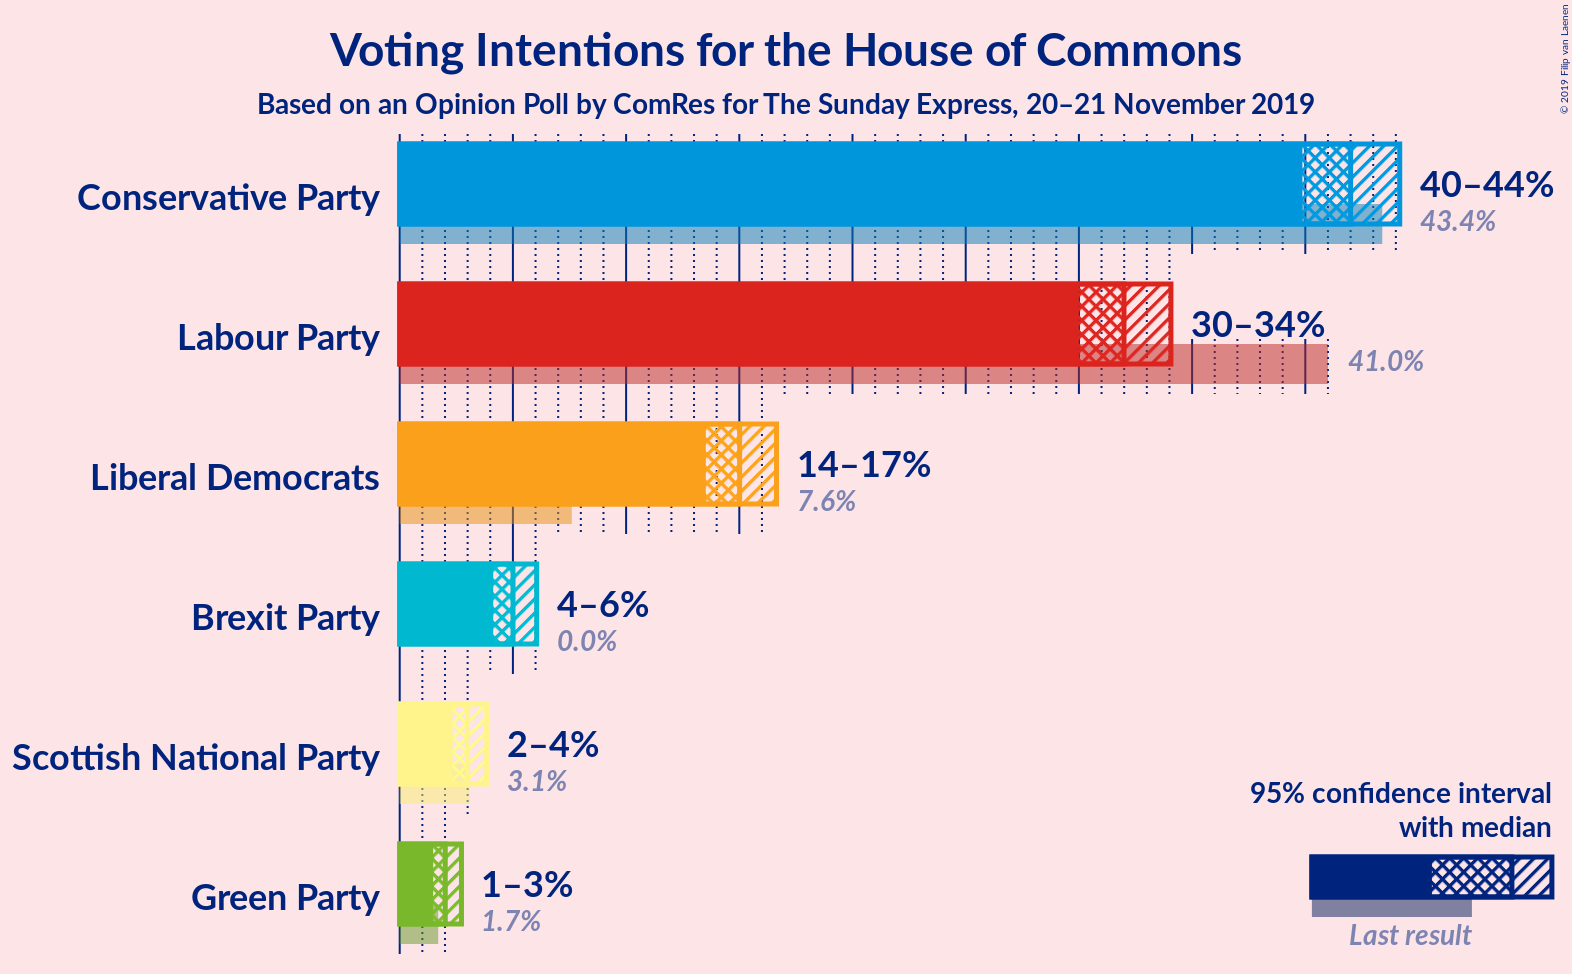 © 2019 Filip van Laenen
Voting Intentions for the House of Commons
Based on an Opinion Poll by ComRes for The Sunday Express, 20–21 November 2019
Conservative Party
40–44%
43.4%
Labour Party
30–34%
41.0%
Liberal Democrats
14–17%
7.6%
Brexit Party
4–6%
0.0%
Scottish National Party
2–4%
3.1%
Green Party
1–3%
1.7%
95% confidence interval
with median
Last result